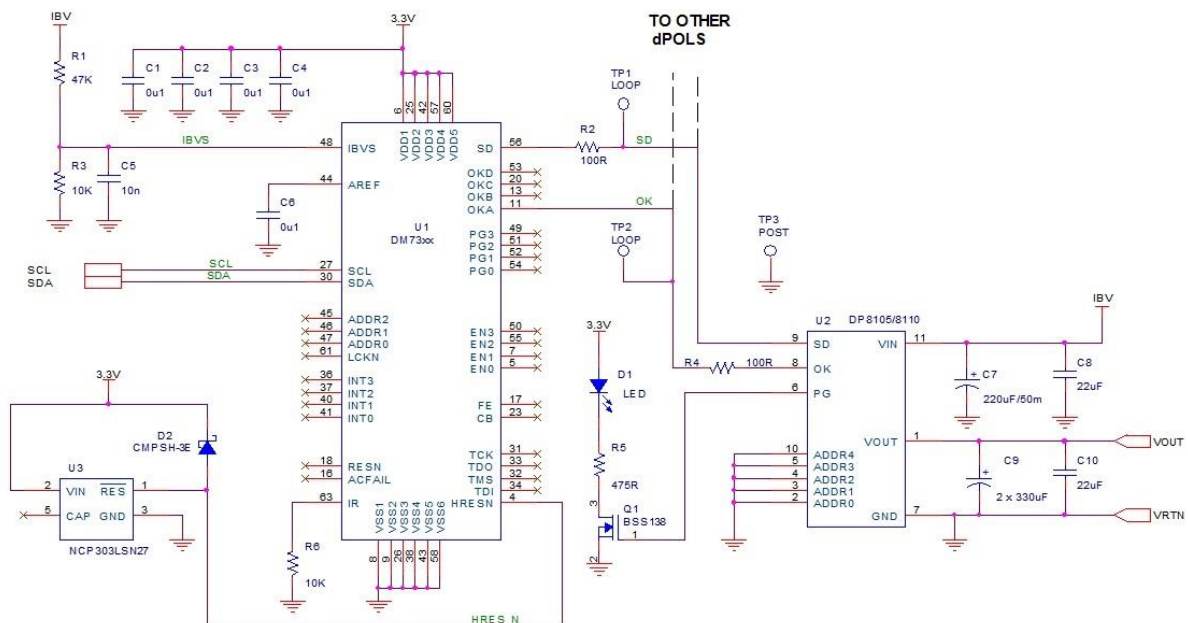 IBV
R1
47K
C1
0u1
C2
0u1
C3
0u1
C4
0u1
3.3V
TO OTHER
dPOLS
TP1
LOOP
IBVS
R3
10K
C5
10n
C6
0u1
SCL
SDA
SCL
SDA
6
25
42
57
60
VDD1
VDD2
VDD3
VDD4
VDD5
48
IBVS
44
AREF
U1
DM73xx
27
SCL
30
SDA
45
ADDR2
46
ADDR1
47
ADDR0
61
LCKN
36
INT3
37
INT2
40
INT1
41
INT0
18
RESN
16
ACFAIL
63
IR
R6
10K
SD
56
OKD
53
OKC
20
OKB
13
OKA
11
PG3
49
PG2
51
PG1
52
PG0
54
EN3
50
EN2
55
EN1
7
EN0
5
FE
17
CB
23
TCK
31
TDO
33
TMS
32
TDI
34
HRESN
4
VSS1
VSS2
VSS3
VSS4
VSS5
VSS6
8
9
26
38
43
58
R2
100R
SD
OK
TP2
LOOP
TP3
POST
3.3V
D1
LED
R5
475R
3
Q1
BSS138
1
2
R4
100R
U2
DP8105/8110
9
SD
8
OK
6
PG
10
ADDR4
5
ADDR3
4
ADDR2
3
ADDR1
2
ADDR0
VIN
11
VOUT
1
GND
7
IBV
C7
220uF/50m
C8
22uF
C9
2 x 330uF
C10
22uF
VOUT
VRTN
3.3V
D2
CMPSH-3E
U3
2
VIN
RES
1
5
CAP
GND
3
NCP303LSN27
HRES_N